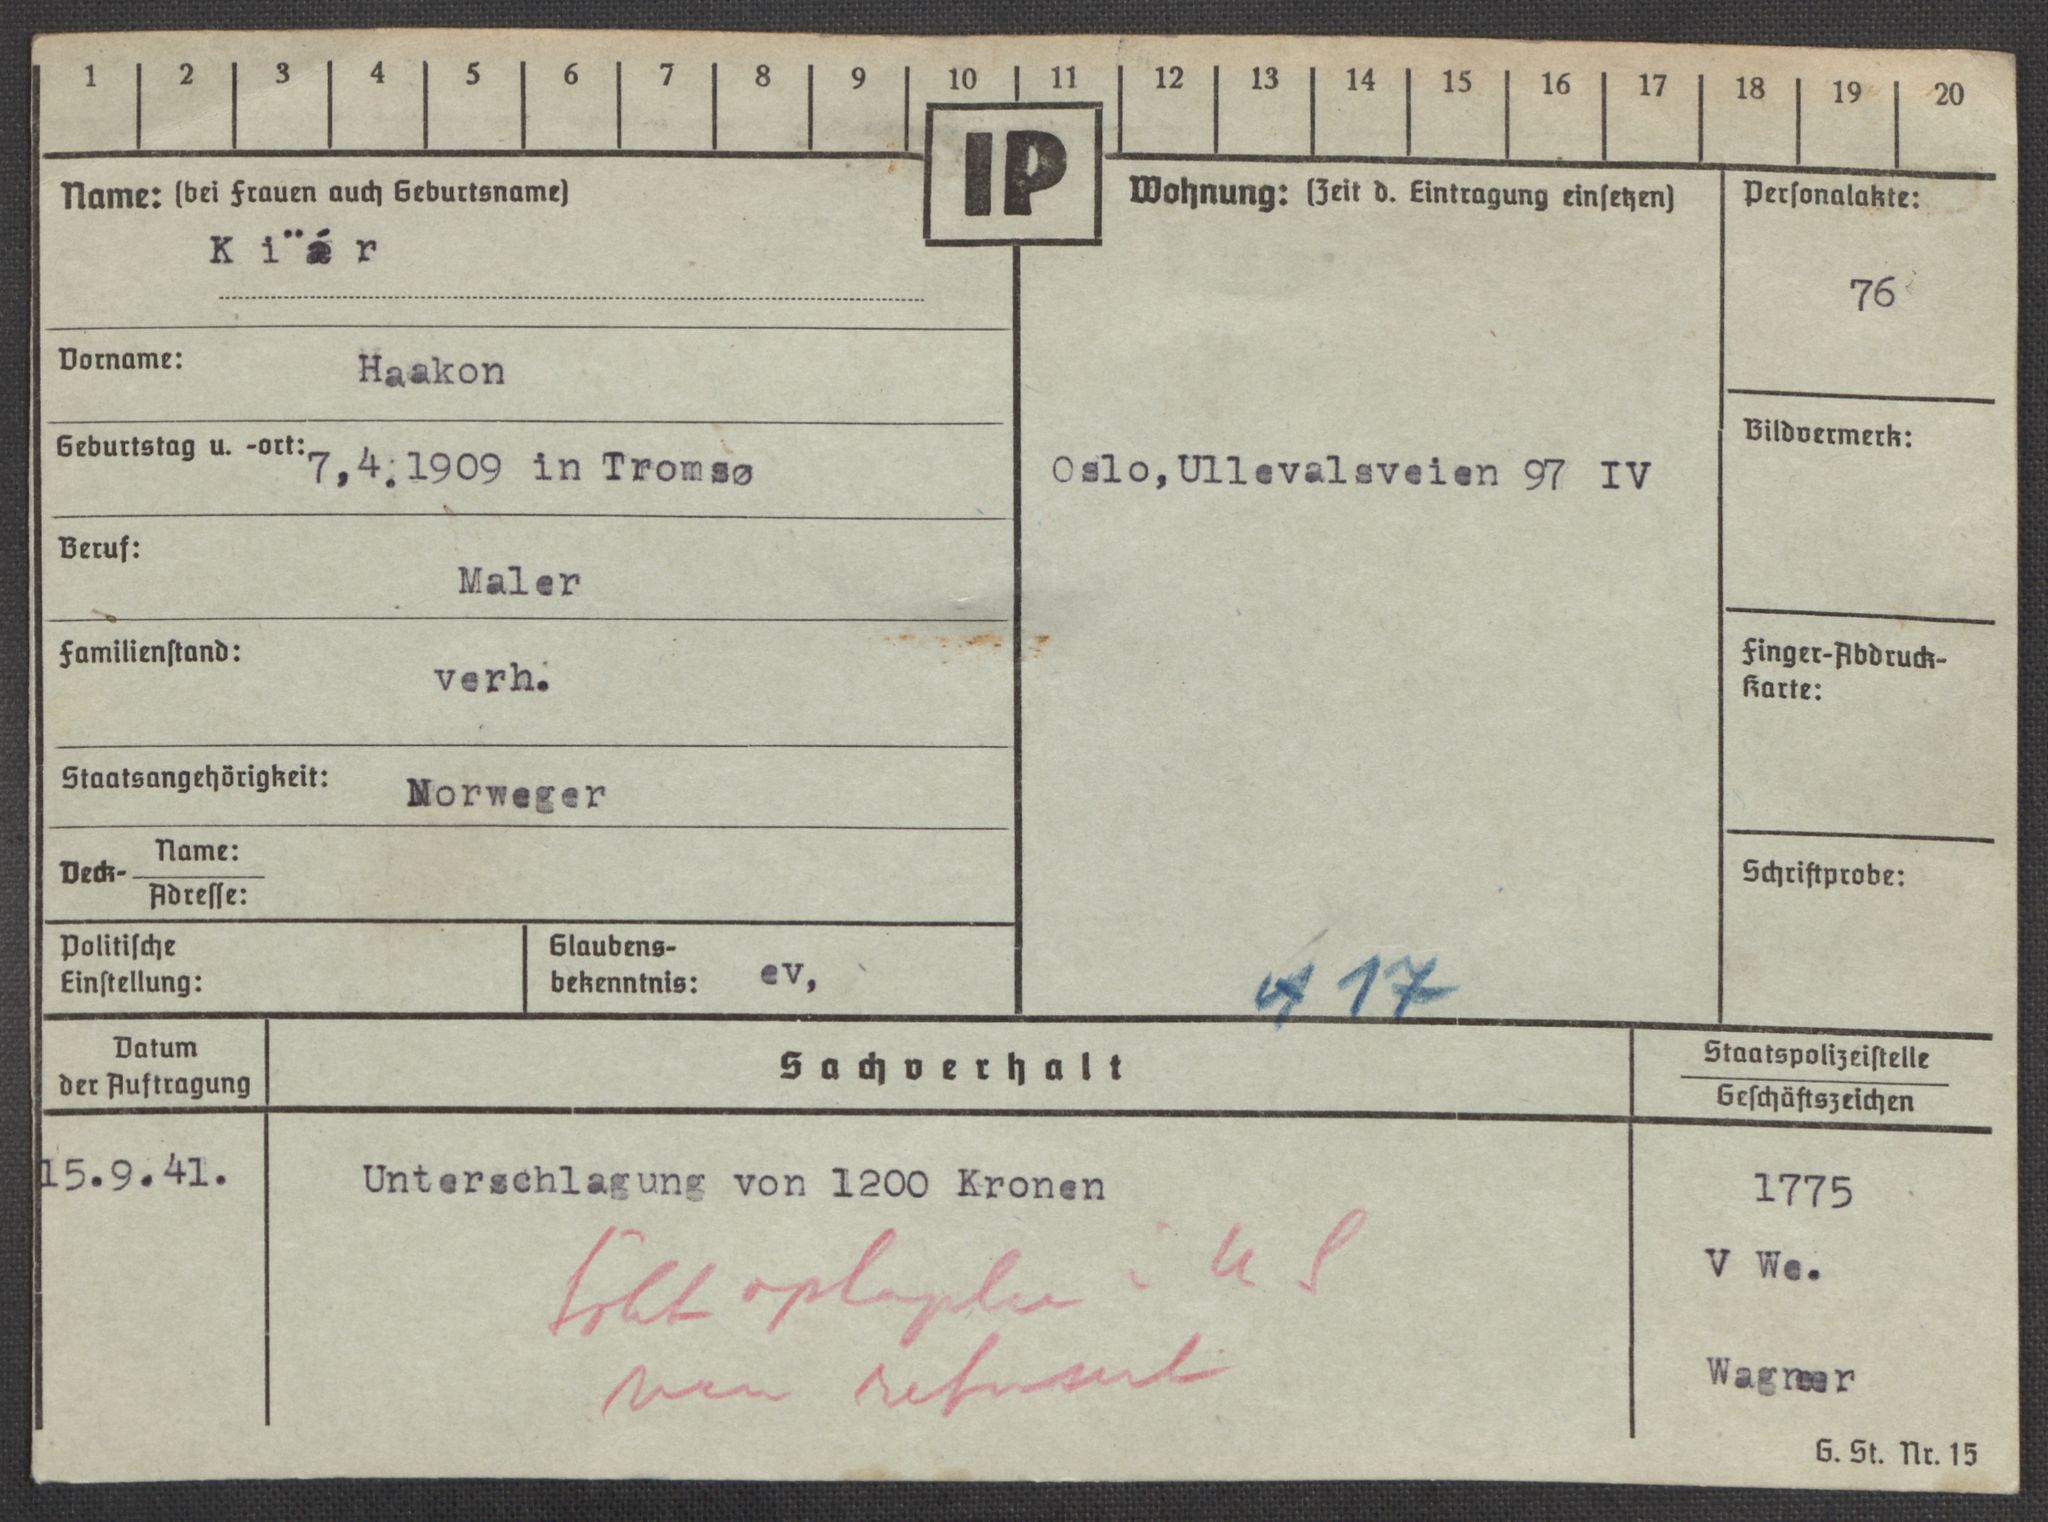 1 2 3 4 5 6 7 8 9 10 11 12 13 14 15 16 17 18 19 20
IP
Name: (bei Frauen auch Geburtsname)
K i ä r
Vorname: Haakon
Geburtstag u. -ort: 7,4.1909 in Tromsø
Beruf:
Maler
Familienstand:
verh.
Staatsangehörigkeit: Norweger
Deck- Name:
Adresse:
Politische
Einstellung:
Glaubens-
bekenntnis: ev,
Wohnung: (Zeit d. Eintragung einsetzen)
Oslo,Ullevalsveien 97 IV
17
Personalakte:
76
Bildvermerk:
Finger-Abdruck-
Karte:
Schriftprobe:
Datum
der Auftragung
Sachverhalt
Staatspolizeistelle
Geschäftszeichen
15.9.41.
Unterschlagung von 1200 Kronen
1775
V We.
Wagner
i U S
men
G. St. Nr. 15